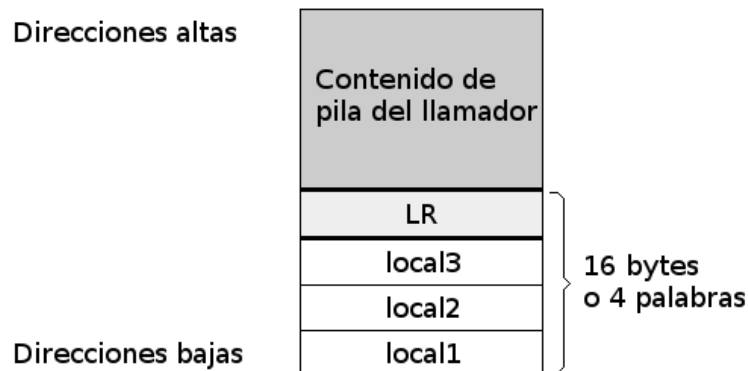 Direcciones altas
Contenido de
pila del llamador
LR
local3
16 bytes
o 4 palabras
local2
local1
Direcciones bajas